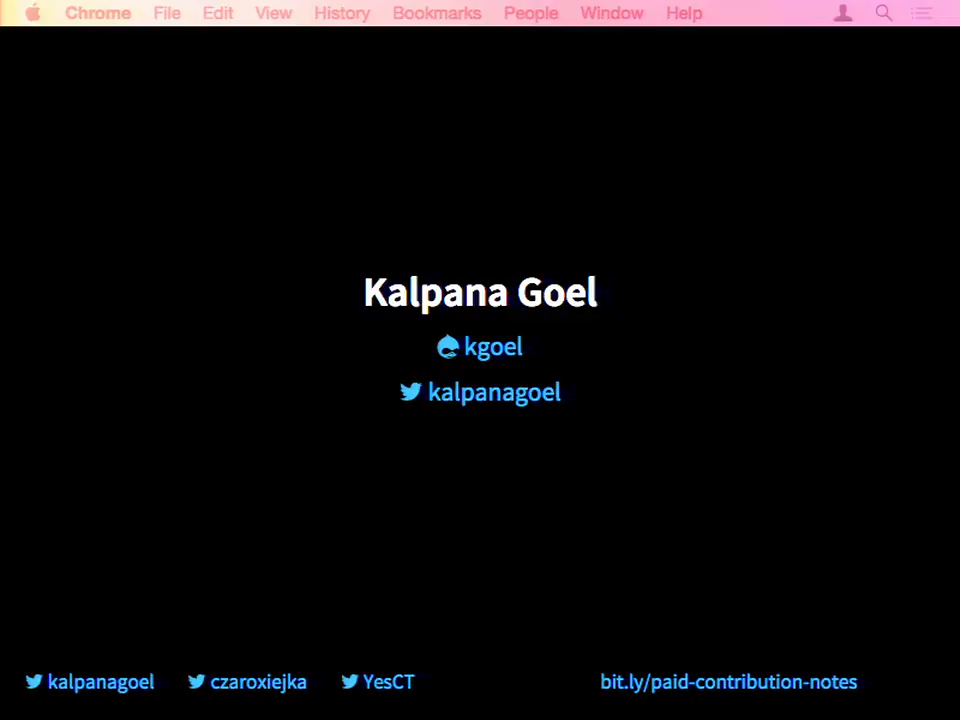 Chrome File Edit View History Bookmarks People Window Help
Kalpana Goel
kgoel
kalpanagoel
kalpanagoel czaroxiejka YesCT bit.ly/paid-contribution-notes